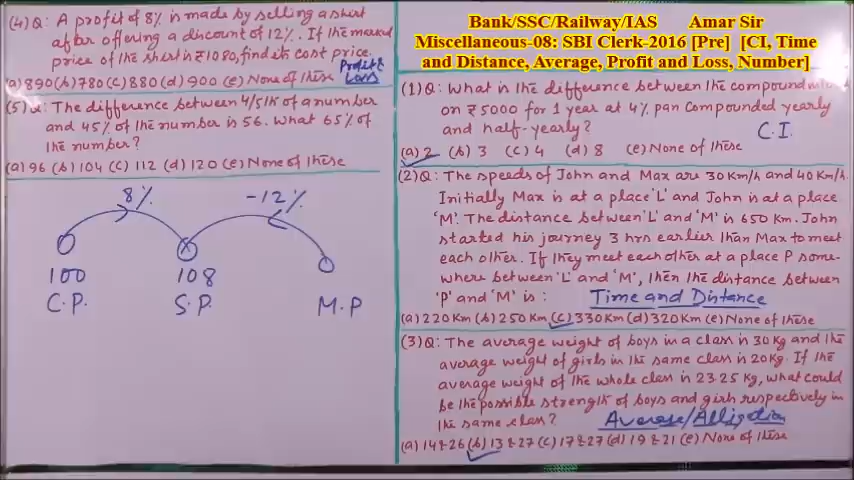 Bank/SSC/Railway/IAS Amar Sir
Miscellaneous-08: SBI Clerk-2016 [Pre] [CI, Time
and Distance, Average, Profit and Loss, Number]
(4) Q: A profit of 8% is made by selling a shirt
after offering a discount of 12%. If the marked
price of the shirt is ₹1080, find its cost price.
(a) 890 (b) 780 (c) 880 (d) 900 (e) None of these
Profit &
Loss
(5) Q: The difference between 4/5th of a number
and 45% of the number is 56. What 65% of
the number?
(a) 96 (b) 104 (c) 112 (d) 120 (e) None of these
8% -12%
100 108
C.P. S.P. M.P
(1) Q: What is the difference between the compound
on ₹5000 for 1 year at 4% pan compounded yearly
and half-yearly?
C.I.
(a) 2 (b) 3 (c) 4 (d) 8 (e) None of these
(2) Q: The speeds of John and Max are 30 Km/h and 40 Km/h.
Initially Max is at a place 'L' and John is at a place
'M'. The distance between 'L' and 'M' is 650 Km. John
started his journey 3 hrs earlier than Max to meet
each other. If they meet each other at a place P some-
where between 'L' and 'M', then the distance between
'P' and 'M' is: Time and Distance
(a) 220 Km (b) 250 Km (c) 330 Km (d) 320 Km (e) None of these
(3) Q: The average weight of boys in a class is 30 Kg and the
average weight of girls in the same class is 20 Kg. If the
average weight of the whole class is 23.25 Kg, what could
be the possible strength of boys and girls respectively in
the same class? Average/Alligation
(a) 14 & 26 (b) 13 & 27 (c) 17 & 27 (d) 19 & 21 (e) None of these